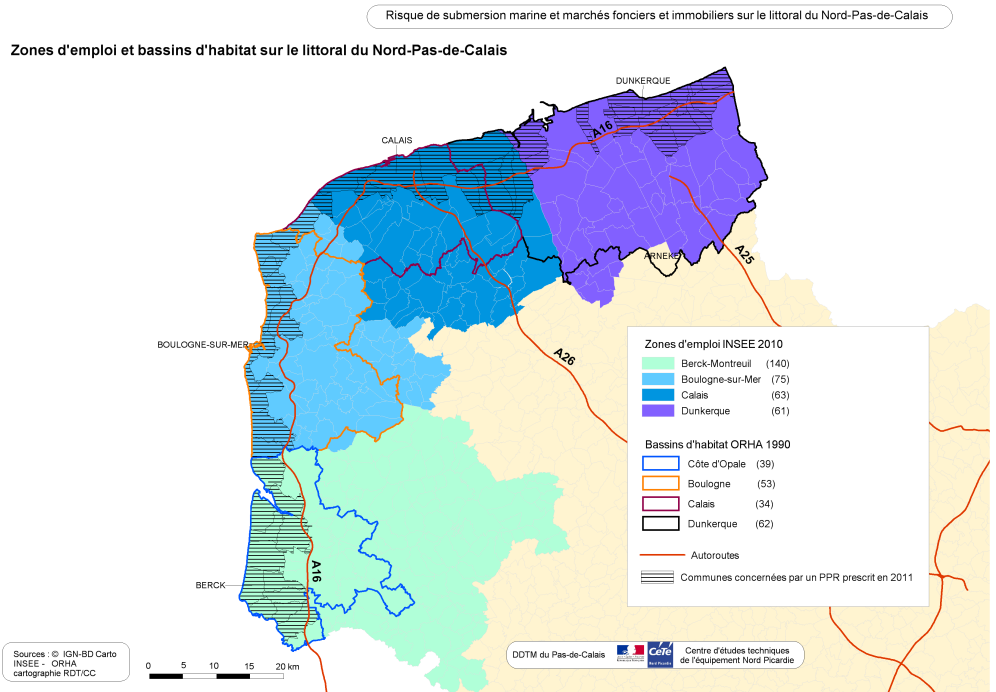 Risque de submersion marine et marchés fonciers et immobiliers sur le littoral du Nord-Pas-de-Calais
Zones d'emploi et bassins d'habitat sur le littoral du Nord-Pas-de-Calais
DUNKERQUE
A16
CALAIS
ARNEKE
A25
BOULOGNE-SUR-MER
A26
A16
BERCK
Zones d'emploi INSEE 2010
Berck-Montreuil (140)
Boulogne-sur-Mer (75)
Calais (63)
Dunkerque (61)
Bassins d'habitat ORHA 1990
Côte d'Opale (39)
Boulogne (53)
Calais (34)
Dunkerque (62)
Autoroutes
Communes concernées par un PPR prescrit en 2011
Sources : © IGN-BD Carto
INSEE - ORHA
cartographie RDT/CC
0 5 10 15 20 km
DDTM du Pas-de-Calais
Cete
Nord Picardie
Centre d'études techniques
de l'équipement Nord Picardie